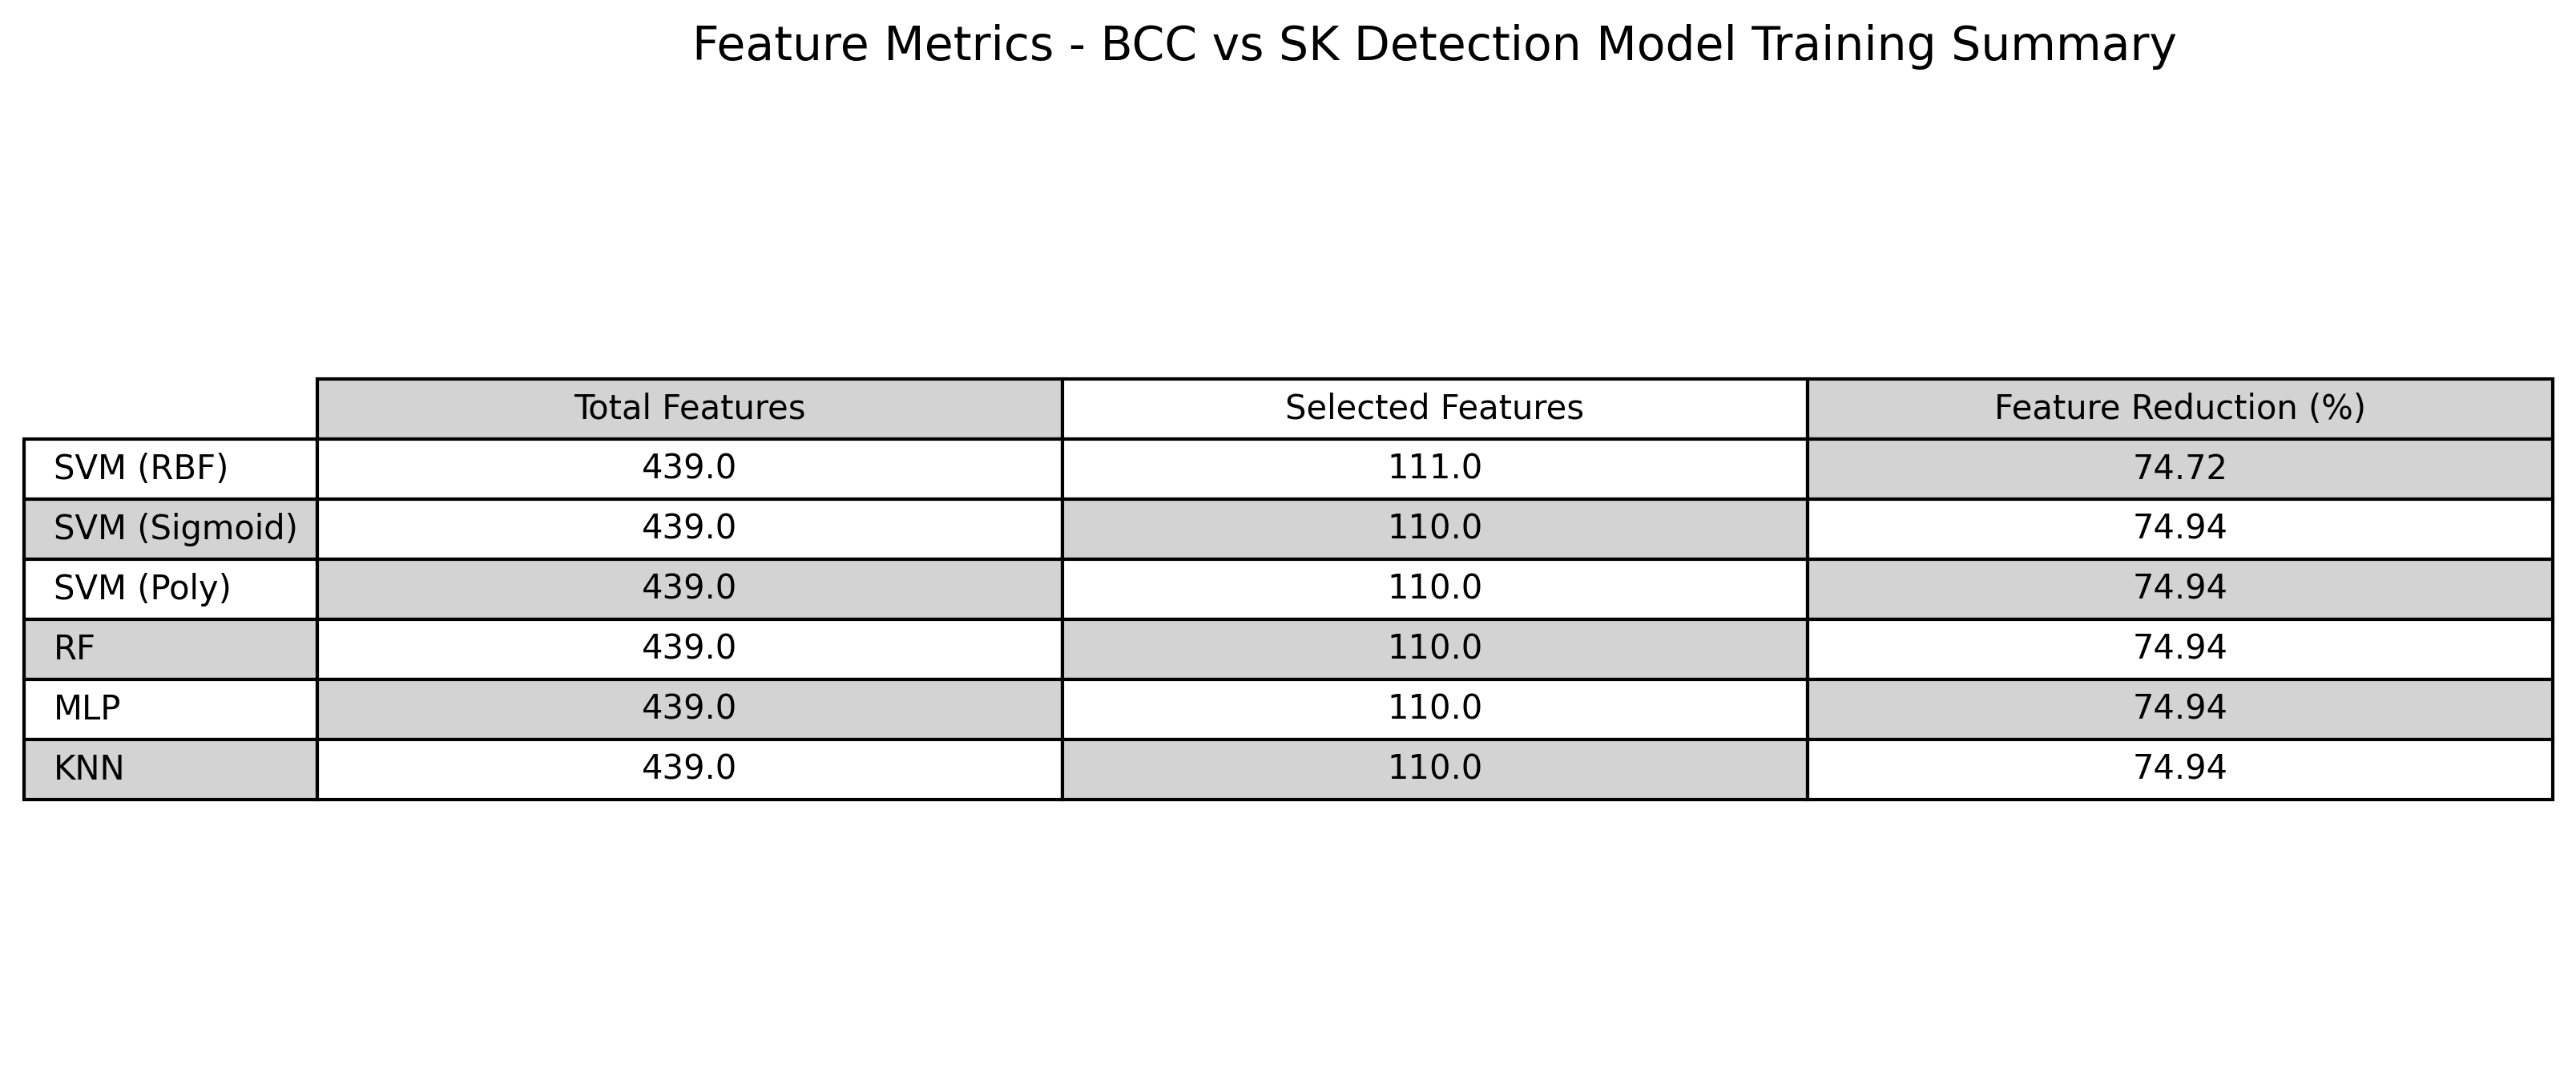 Feature Metrics - BCC vs SK Detection Model Training Summary
Total Features Selected Features Feature Reduction (%)
SVM (RBF) 439.0 111.0 74.72
SVM (Sigmoid) 439.0 110.0 74.94
SVM (Poly) 439.0 110.0 74.94
RF 439.0 110.0 74.94
MLP 439.0 110.0 74.94
KNN 439.0 110.0 74.94